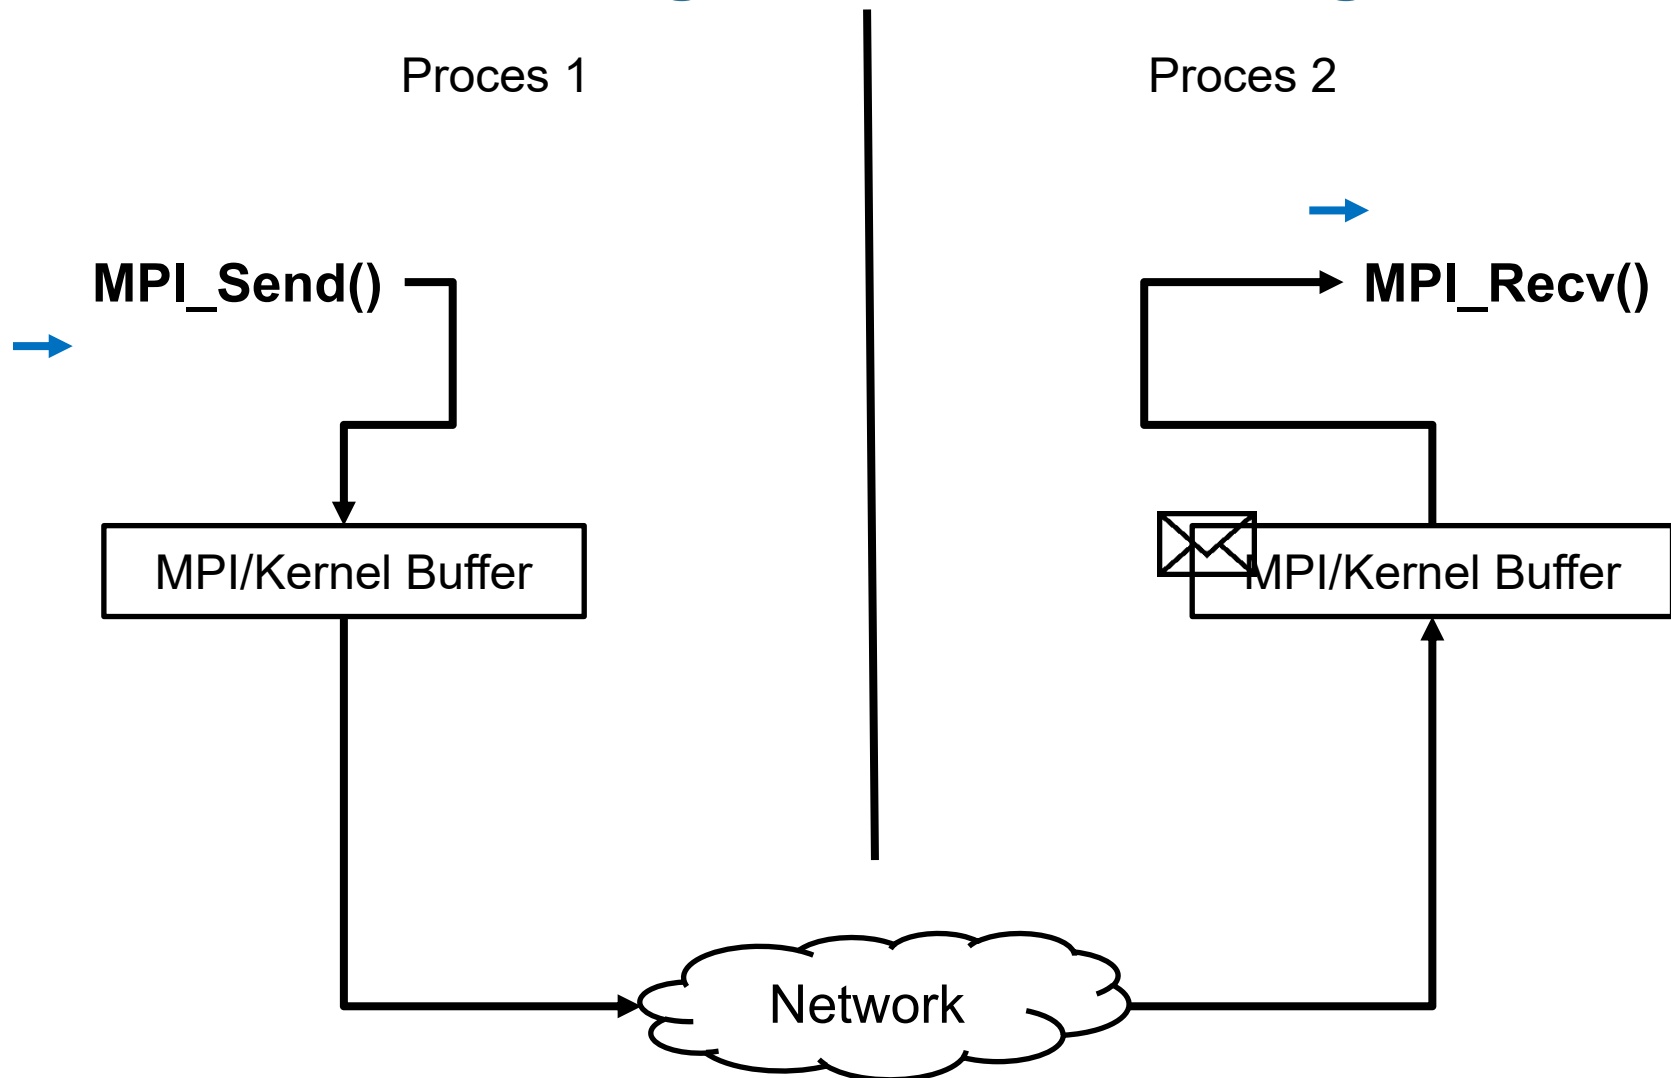 Proces 1
Proces 2
MPI_Send()
MPI_Recv()
MPI/Kernel Buffer
MPI/Kernel Buffer
Network